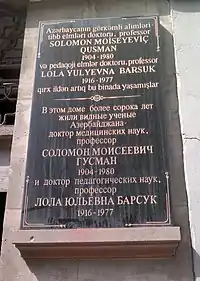 Azərbaycanın görkəmli alimləri
tibb elmləri doktoru, professor
SOLOMON MOİSEYEVİÇ
QUSMAN
1904-1980
və pedaqoji elmlər doktoru, professor
LOLA YULYEVNA BARSUK
1916-1977
qırx ildən artıq bu binada yaşamışlar
В этом доме более сорока лет
жили видные ученые
Азербайджана-
доктор медицинских наук,
профессор
СОЛОМОН МОИСЕЕВИЧ
ГУСМАН
1904-1980
и доктор педагогических наук,
профессор
ЛОЛА ЮЛЬЕВНА БАРСУК
1916-1977